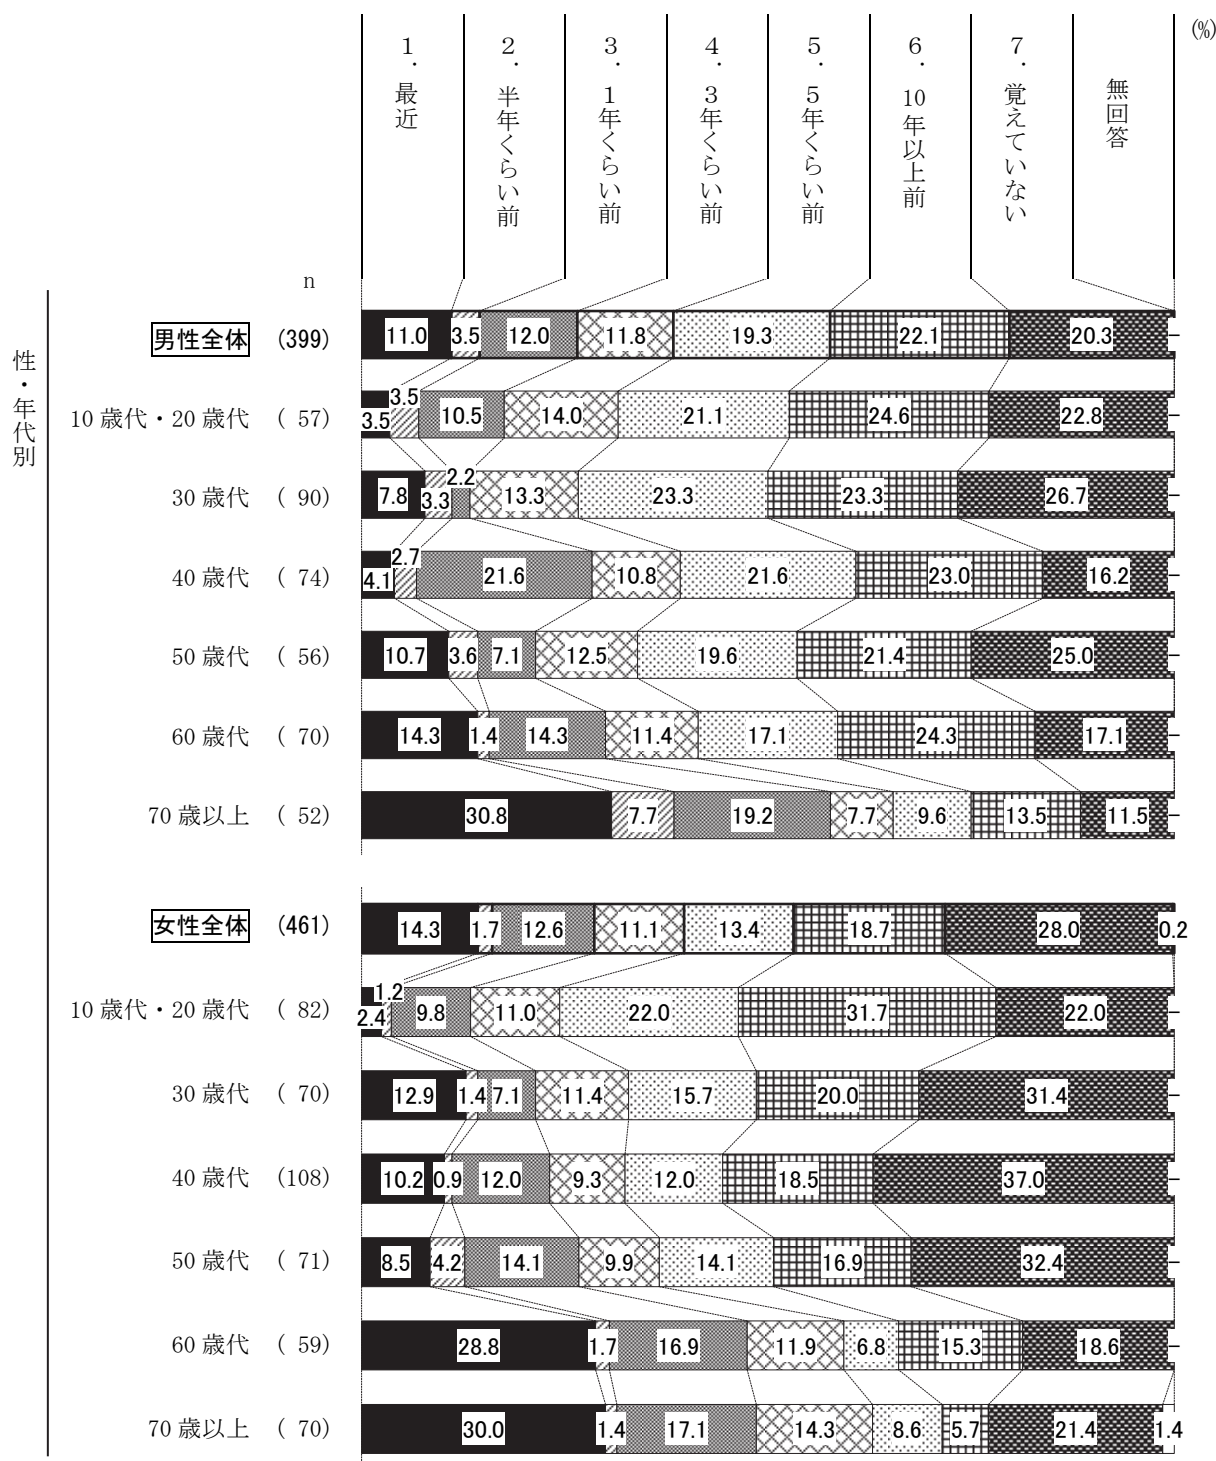 (%)
1．最近
2．半年くらい前
3．1年くらい前
4．3年くらい前
5．5年くらい前
6．10年以上前
7．覚えていない
無回答
n
性・年代別
男性全体 (399) 11.0 3.5 12.0 11.8 19.3 22.1 20.3 -
10歳代・20歳代 ( 57) 3.5 3.5 10.5 14.0 21.1 24.6 22.8 -
30歳代 ( 90) 7.8 3.3 2.2 13.3 23.3 23.3 26.7 -
40歳代 ( 74) 4.1 2.7 21.6 10.8 21.6 23.0 16.2 -
50歳代 ( 56) 10.7 3.6 7.1 12.5 19.6 21.4 25.0 -
60歳代 ( 70) 14.3 1.4 14.3 11.4 17.1 24.3 17.1 -
70歳以上 ( 52) 30.8 7.7 19.2 7.7 9.6 13.5 11.5 -
女性全体 (461) 14.3 1.7 12.6 11.1 13.4 18.7 28.0 0.2
10歳代・20歳代 ( 82) 2.4 1.2 9.8 11.0 22.0 31.7 22.0 -
30歳代 ( 70) 12.9 1.4 7.1 11.4 15.7 20.0 31.4 -
40歳代 (108) 10.2 0.9 12.0 9.3 12.0 18.5 37.0 -
50歳代 ( 71) 8.5 4.2 14.1 9.9 14.1 16.9 32.4 -
60歳代 ( 59) 28.8 1.7 16.9 11.9 6.8 15.3 18.6 -
70歳以上 ( 70) 30.0 1.4 17.1 14.3 8.6 5.7 21.4 1.4